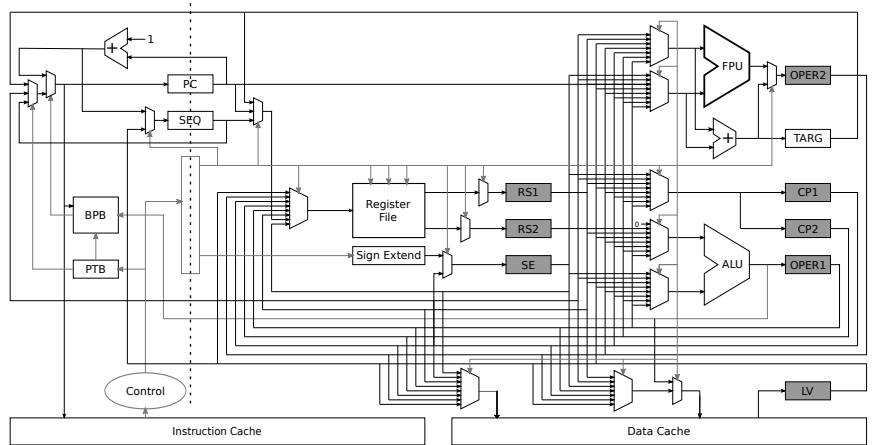 +
1
PC
FPU
OPER2
SEQ
+
TARG
BPB
Register
File
RS1
CP1
RS2
0
CP2
PTB
Sign Extend
SE
ALU
OPER1
Control
LV
Instruction Cache
Data Cache